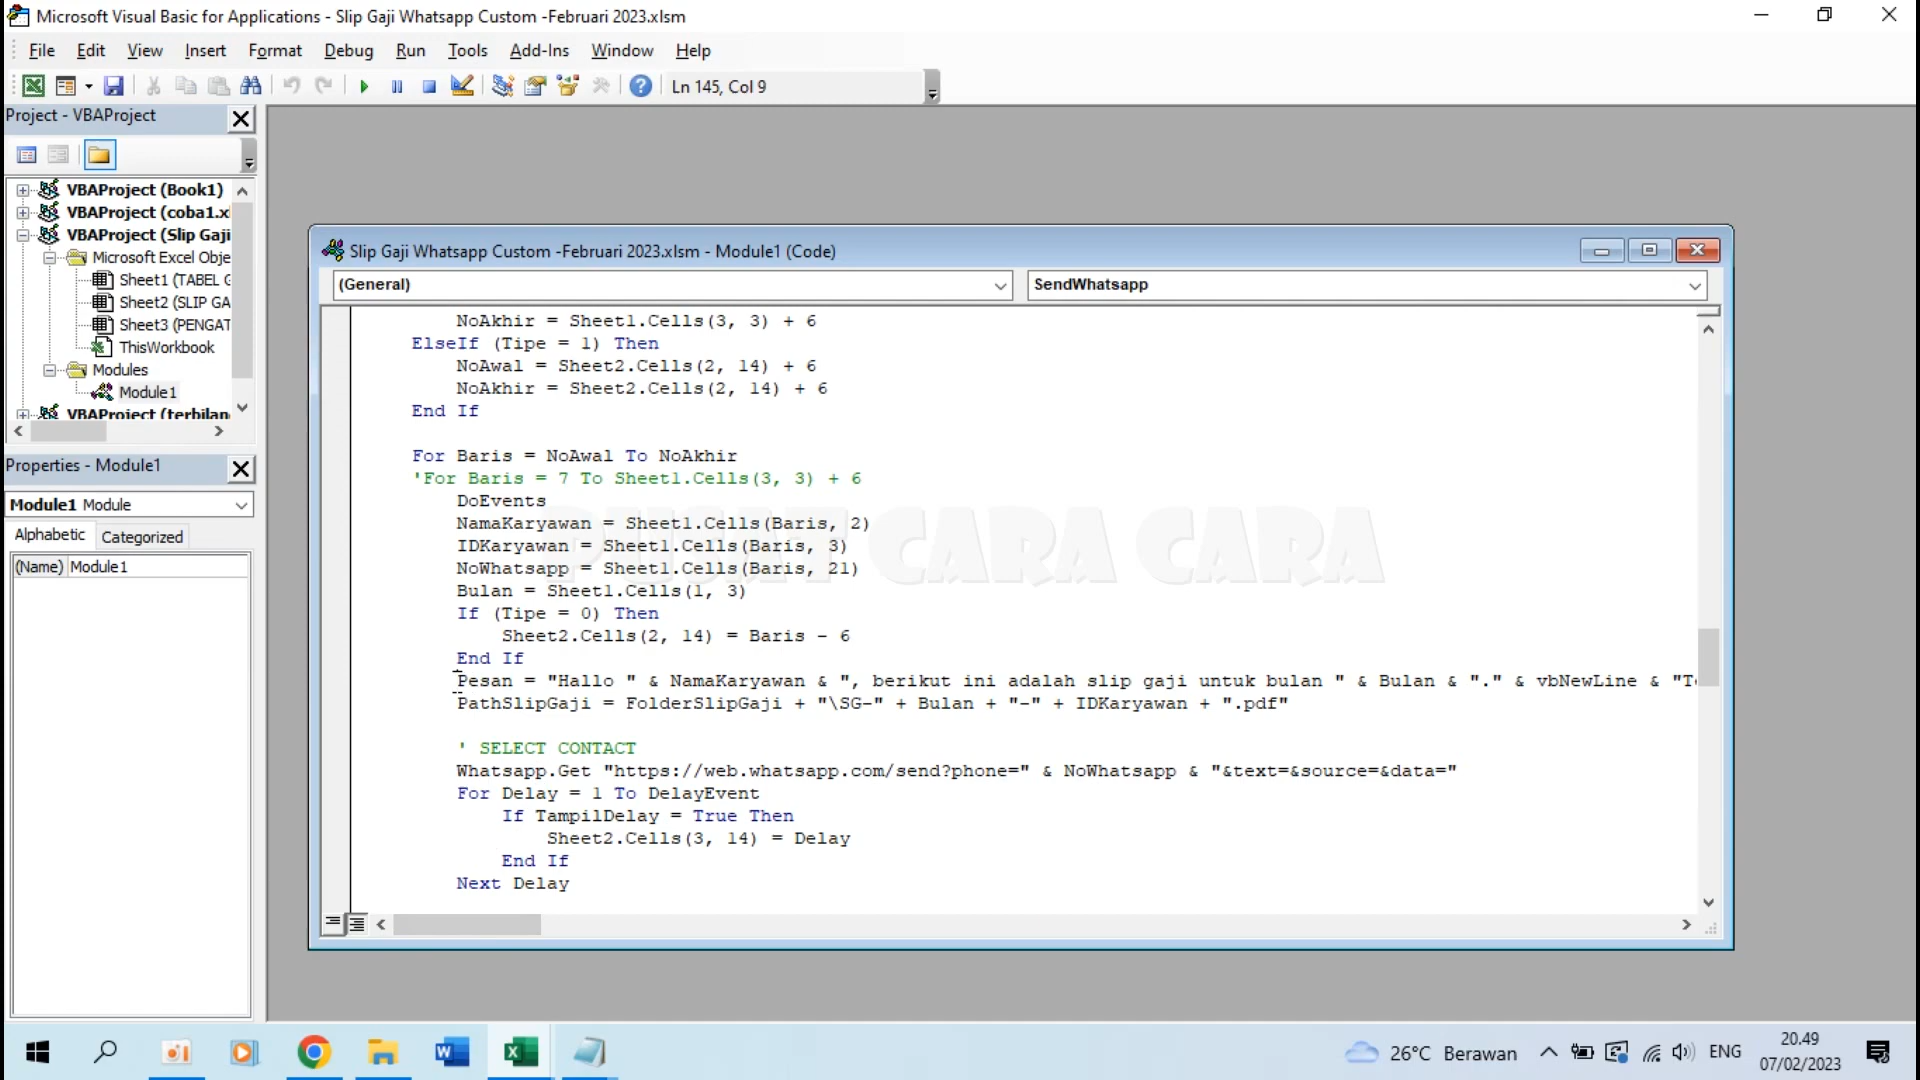 Microsoft Visual Basic for Applications - Slip Gaji Whatsapp Custom -Februari 2023.xlsm
File Edit View Insert Format Debug Run Tools Add-Ins Window Help
Ln 145, Col 9
Project - VBAProject
VBAProject (Book1)
VBAProject (coba1.xl
VBAProject (Slip Gaji
Microsoft Excel Obje
Sheet1 (TABEL G
Sheet2 (SLIP GA
Sheet3 (PENGAT
ThisWorkbook
Modules
Module1
VBAProject (terbilan
Properties - Module1
Module1 Module
Alphabetic Categorized
(Name) Module1
Slip Gaji Whatsapp Custom -Februari 2023.xlsm - Module1 (Code)
(General) SendWhatsapp
NoAkhir = Sheet1.Cells(3, 3) + 6
ElseIf (Tipe = 1) Then
NoAwal = Sheet2.Cells(2, 14) + 6
NoAkhir = Sheet2.Cells(2, 14) + 6
End If
For Baris = NoAwal To NoAkhir
'For Baris = 7 To Sheet1.Cells(3, 3) + 6
DoEvents
NamaKaryawan = Sheet1.Cells(Baris, 2)
IDKaryawan = Sheet1.Cells(Baris, 3)
NoWhatsapp = Sheet1.Cells(Baris, 21)
Bulan = Sheet1.Cells(1, 3)
If (Tipe = 0) Then
Sheet2.Cells(2, 14) = Baris - 6
End If
Pesan = "Hallo " & NamaKaryawan & ", berikut ini adalah slip gaji untuk bulan " & Bulan & "." & vbNewLine & "Te
PathSlipGaji = FolderSlipGaji + "\SG-" + Bulan + "-" + IDKaryawan + ".pdf"
' SELECT CONTACT
Whatsapp.Get "https://web.whatsapp.com/send?phone=" & NoWhatsapp & "&text=&source=&data="
For Delay = 1 To DelayEvent
If TampilDelay = True Then
Sheet2.Cells(3, 14) = Delay
End If
Next Delay
PUSAT CARA CARA
26°C Berawan
ENG
20.49
07/02/2023